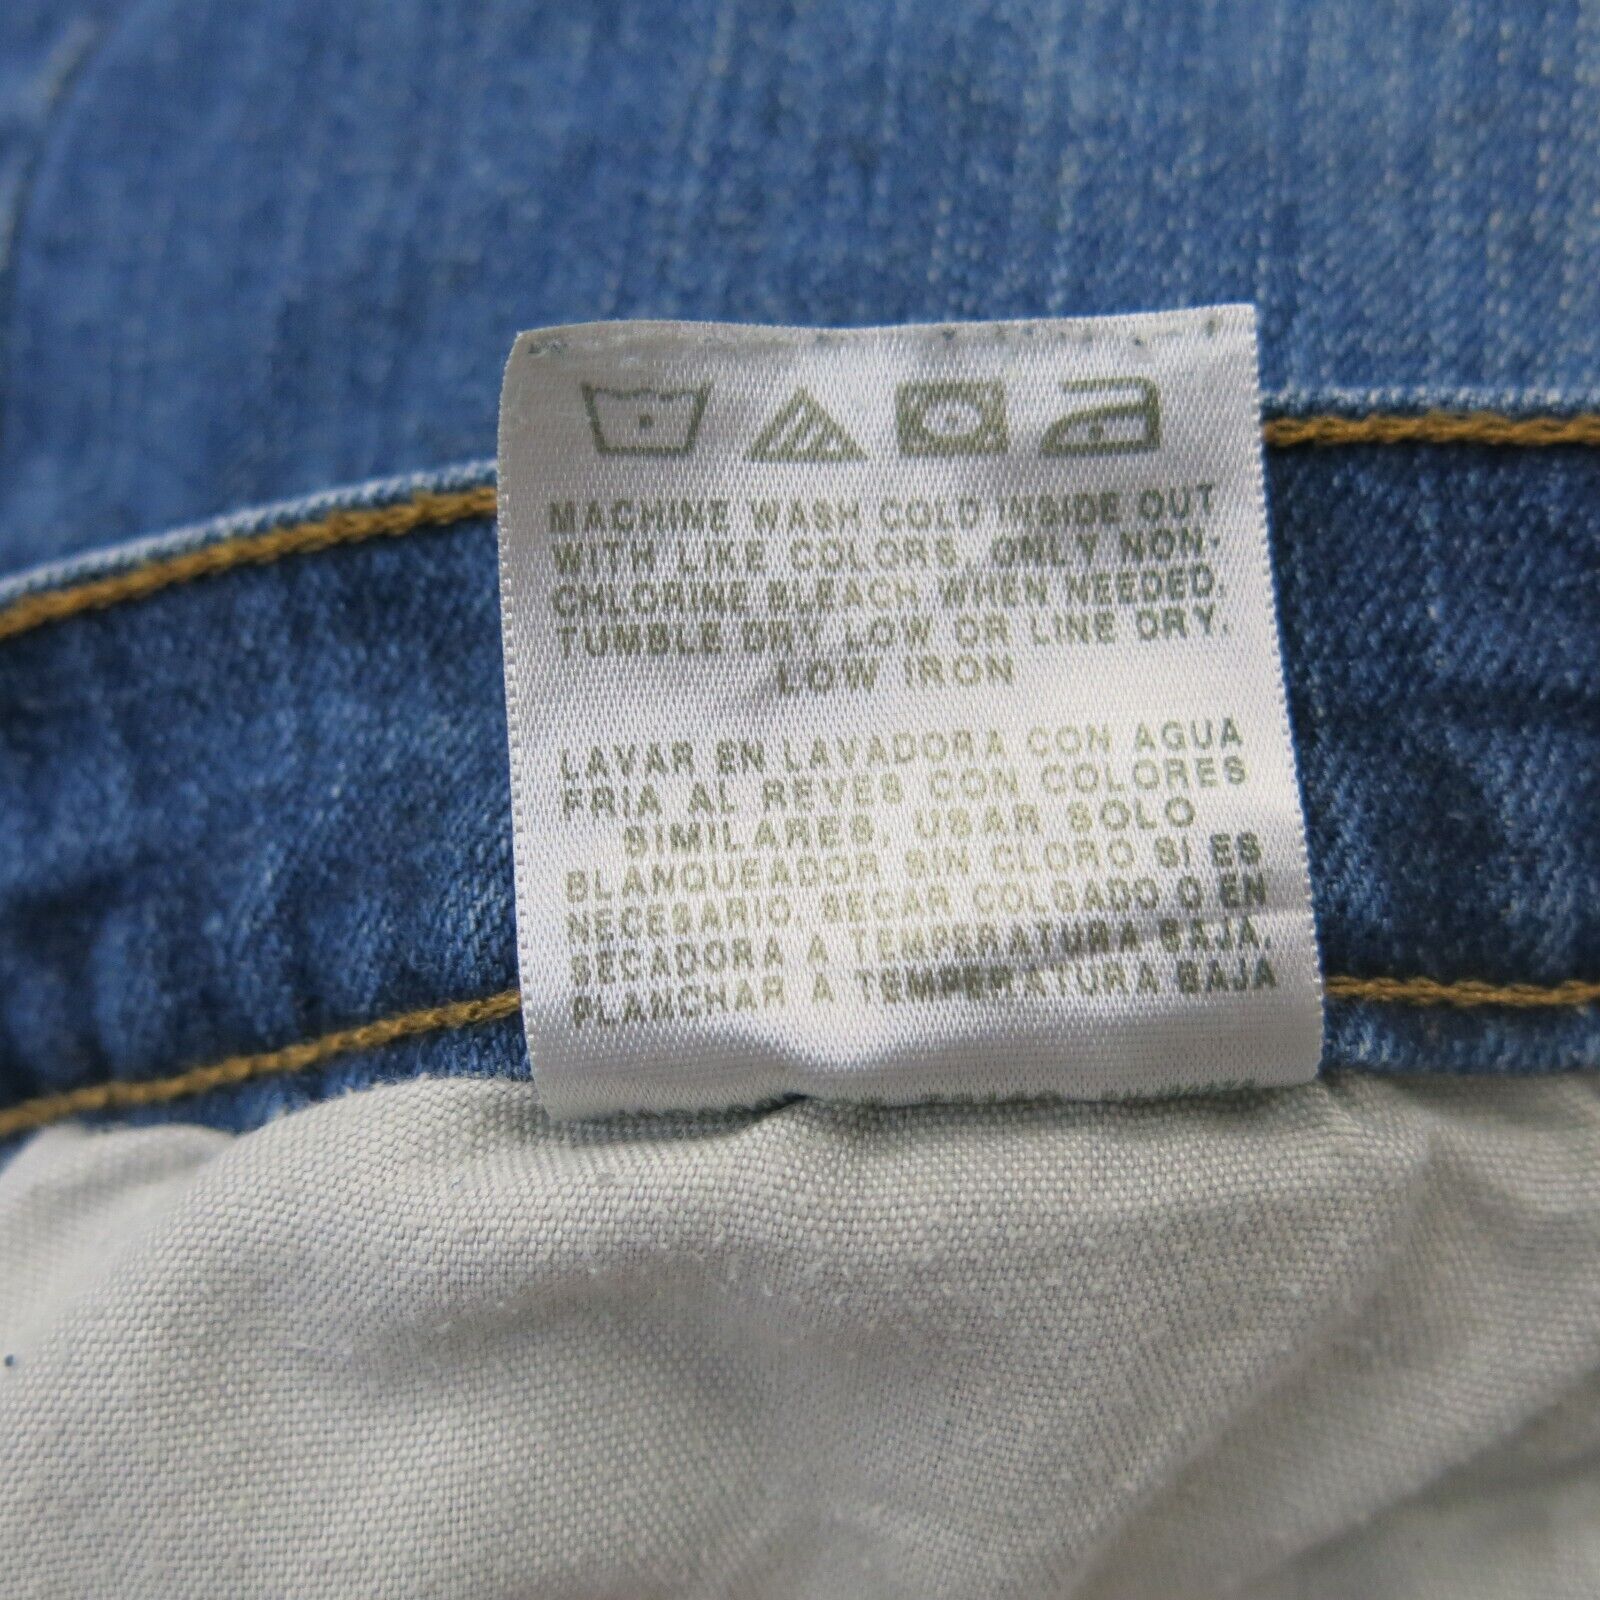 MACHINE WASH COLD INSIDE OUT
WITH LIKE COLORS, ONLY NON-
CHLORINE BLEACH WHEN NEEDED.
TUMBLE DRY LOW OR LINE DRY.
LOW IRON
LAVAR EN LAVADORA CON AGUA
FRIA AL REVES CON COLORES
SIMILARES, USAR SOLO
BLANQUEADOR SIN CLORO SI ES
NECESARIO, SECAR COLGADO O EN
SECADORA A TEMPERATURA BAJA.
PLANCHAR A TEMPERATURA BAJA